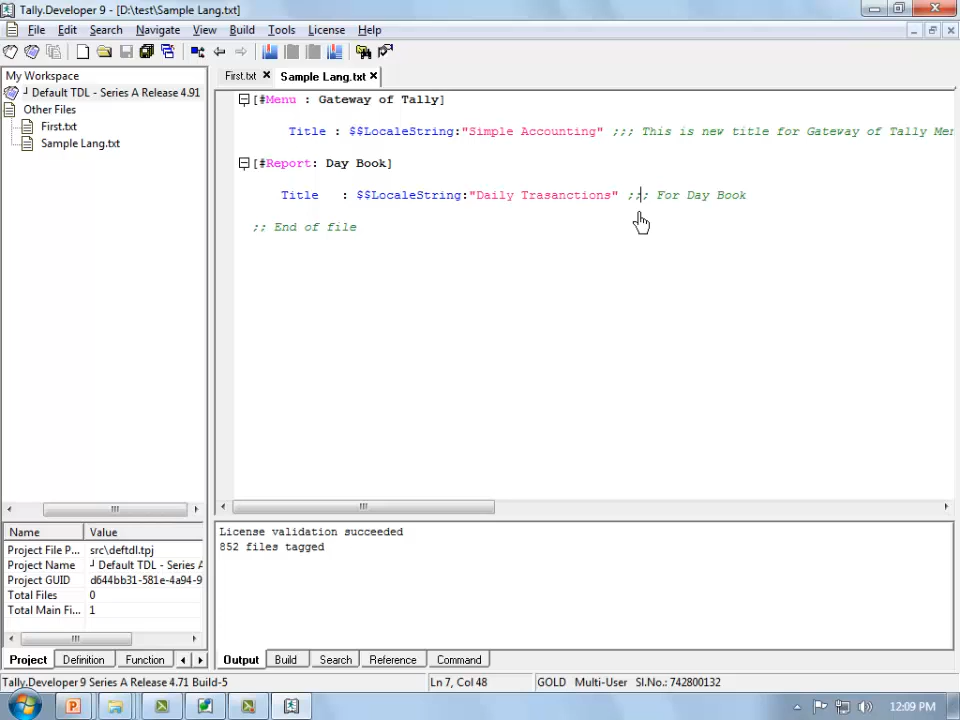 Tally.Developer 9 - [D:\test\Sample Lang.txt]
File Edit Search Navigate View Build Tools License Help
My Workspace
Default TDL - Series A Release 4.91
Other Files
First.txt
Sample Lang.txt
First.txt Sample Lang.txt
[#Menu : Gateway of Tally]
Title : $$LocaleString:"Simple Accounting" ;;; This is new title for Gateway of Tally Men
[#Report: Day Book]
Title : $$LocaleString:"Daily Trasanctions" ;;; For Day Book
;; End of file
Name Value
Project File P... src\deftdl.tpj
Project Name Default TDL - Series A
Project GUID d644bb31-581e-4a94-9
Total Files 0
Total Main Fi... 1
Project Definition Function
License validation succeeded
852 files tagged
Output Build Search Reference Command
Tally.Developer 9 Series A Release 4.71 Build-5 Ln 7, Col 48 GOLD Multi-User Sl.No.: 742800132
12:09 PM